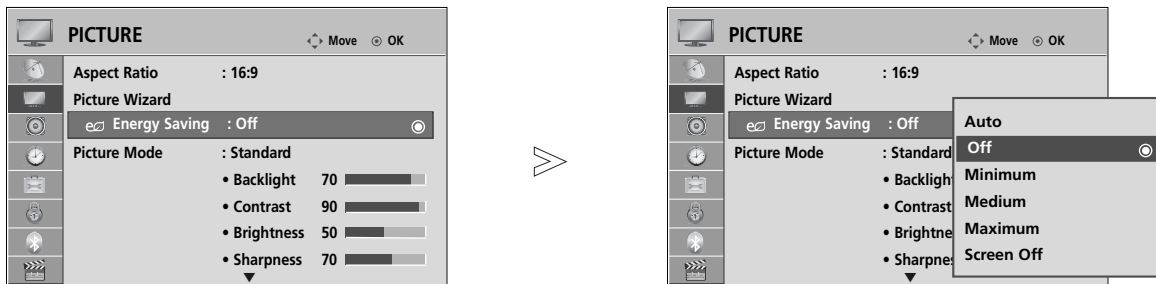 PICTURE
Move OK
Aspect Ratio : 16:9
Picture Wizard
Energy Saving : Off
Picture Mode : Standard
• Backlight 70
• Contrast 90
• Brightness 50
• Sharpness 70
PICTURE
Move OK
Aspect Ratio : 16:9
Picture Wizard
Energy Saving : Off
Picture Mode : Standard
• Backligh
• Contrast
• Brightne
• Sharpne
Auto
Off
Minimum
Medium
Maximum
Screen Off